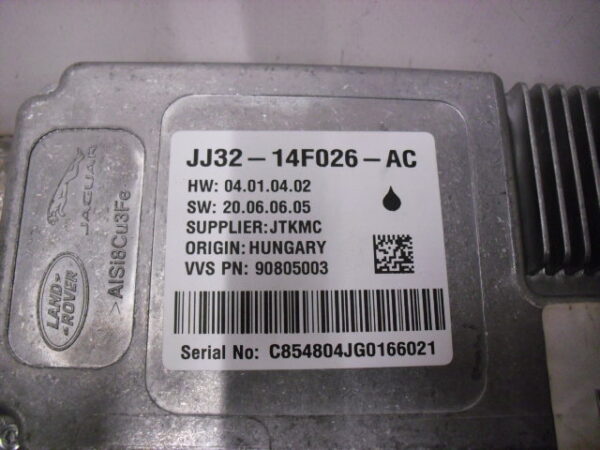 JJ32-14F026-AC
HW: 04.01.04.02
SW: 20.06.06.05
SUPPLIER:JTKMC
ORIGIN:HUNGARY
VVS PN: 90805003
Serial No: C854804JG0166021
JAGUAR
LAND-
-ROVER
>AlSi8Cu3Fe